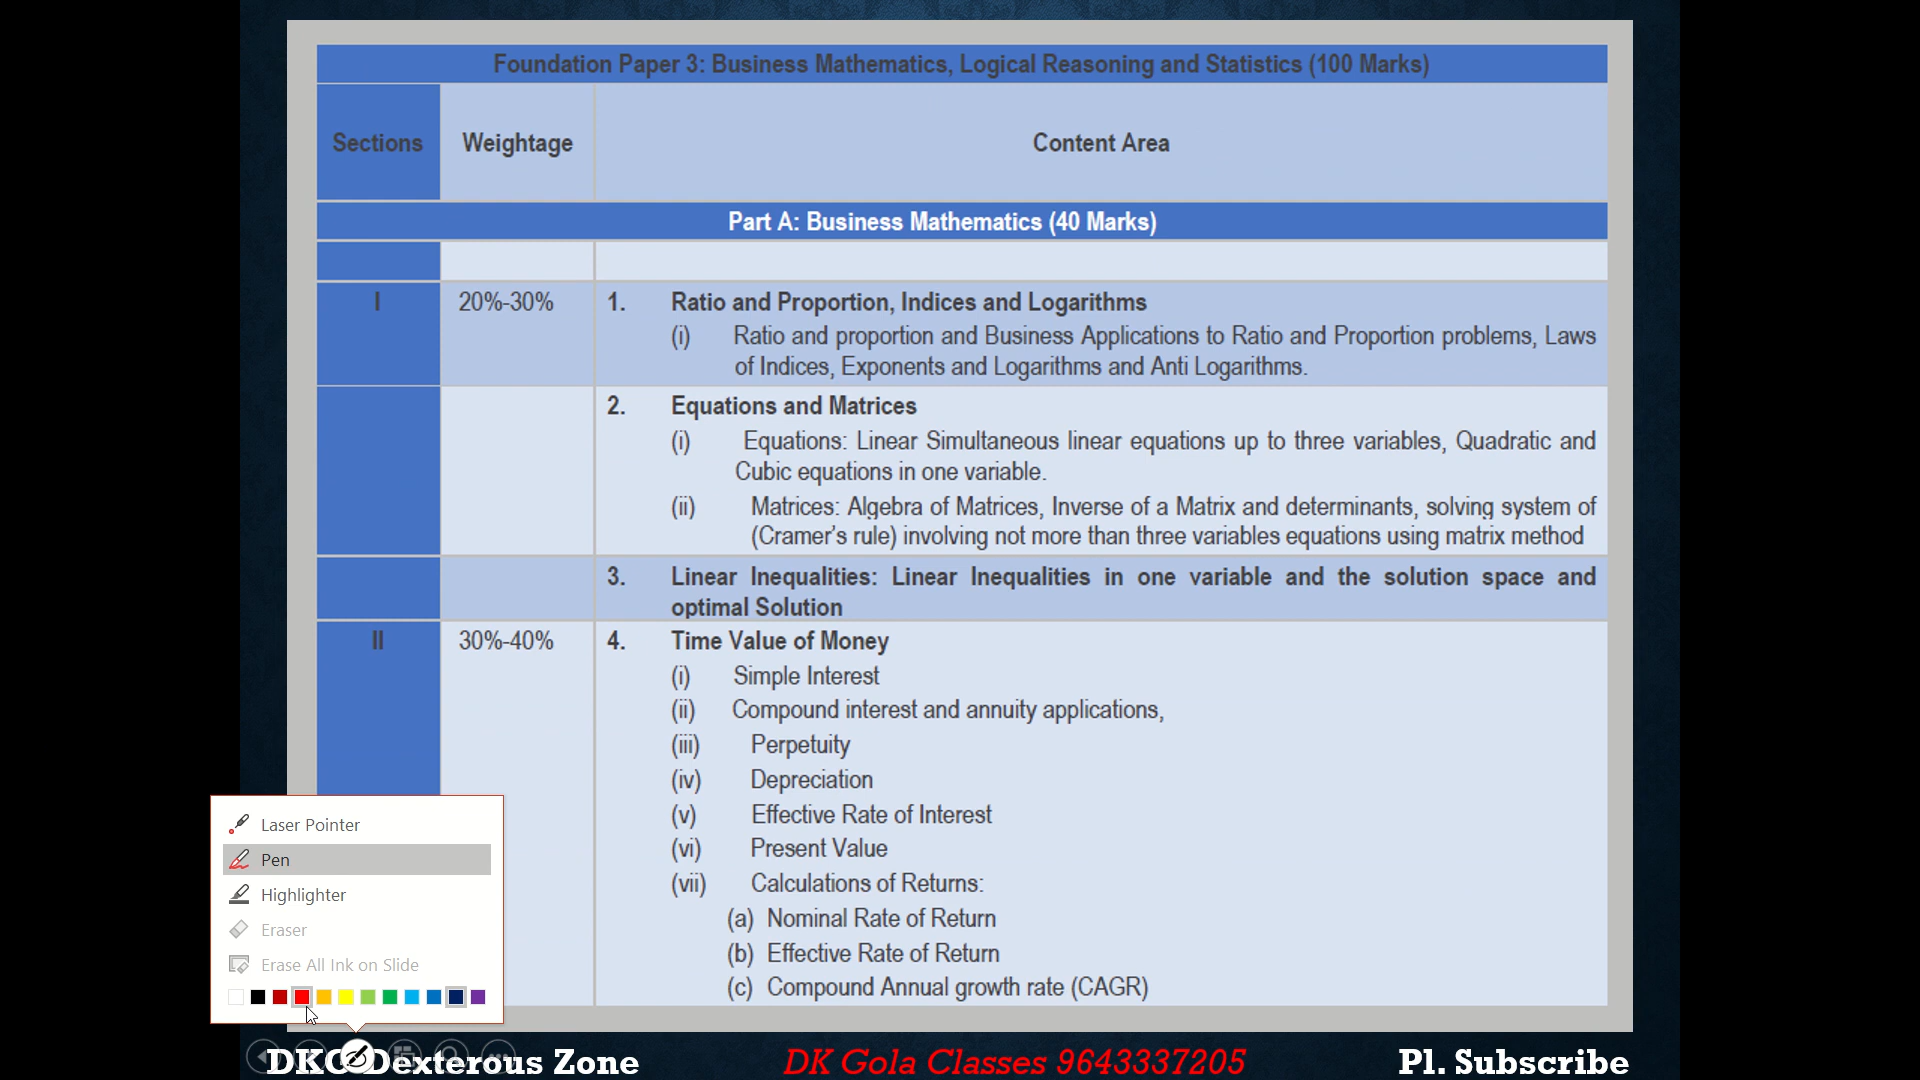 Foundation Paper 3: Business Mathematics, Logical Reasoning and Statistics (100 Marks)
Sections Weightage Content Area
Part A: Business Mathematics (40 Marks)
I 20%-30% 1. Ratio and Proportion, Indices and Logarithms
(i) Ratio and proportion and Business Applications to Ratio and Proportion problems, Laws
of Indices, Exponents and Logarithms and Anti Logarithms.
2. Equations and Matrices
(i) Equations: Linear Simultaneous linear equations up to three variables, Quadratic and
Cubic equations in one variable.
(ii) Matrices: Algebra of Matrices, Inverse of a Matrix and determinants, solving system of
(Cramer's rule) involving not more than three variables equations using matrix method
3. Linear Inequalities: Linear Inequalities in one variable and the solution space and
optimal Solution
II 30%-40% 4. Time Value of Money
(i) Simple Interest
(ii) Compound interest and annuity applications,
(iii) Perpetuity
(iv) Depreciation
(v) Effective Rate of Interest
(vi) Present Value
(vii) Calculations of Returns:
(a) Nominal Rate of Return
(b) Effective Rate of Return
(c) Compound Annual growth rate (CAGR)
Laser Pointer
Pen
Highlighter
Eraser
Erase All Ink on Slide
DKG Dexterous Zone DK Gola Classes 9643337205 Pl. Subscribe